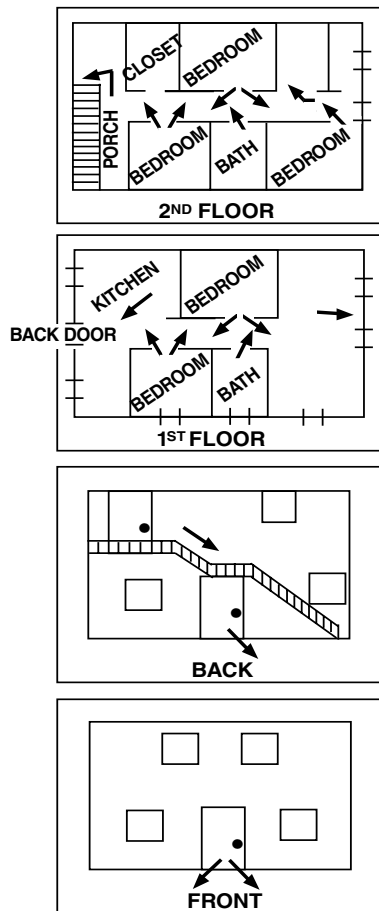 CLOSET
BEDROOM
PORCH
BEDROOM
BATH
BEDROOM
2ND FLOOR
KITCHEN
BEDROOM
BACK DOOR
BEDROOM
BATH
1ST FLOOR
BACK
FRONT